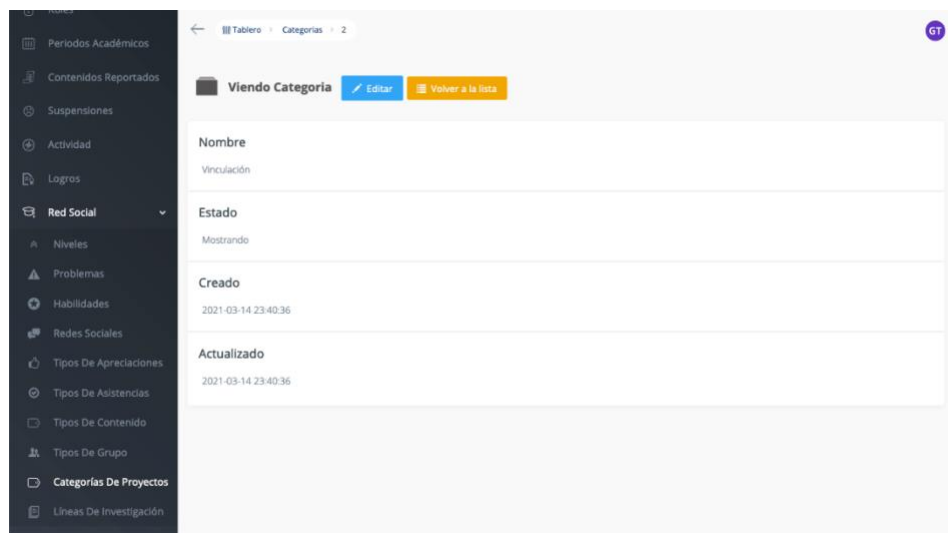 Roles
Periodos Académicos
Contenidos Reportados
Suspensiones
Actividad
Logros
Red Social
Niveles
Problemas
Habilidades
Redes Sociales
Tipos De Apreciaciones
Tipos De Asistencias
Tipos De Contenido
Tipos De Grupo
Categorías De Proyectos
Líneas De Investigación
Tablero › Categorias › 2
GT
Viendo Categoria Editar Volver a la lista
Nombre
Vinculación
Estado
Mostrando
Creado
2021-03-14 23:40:36
Actualizado
2021-03-14 23:40:36